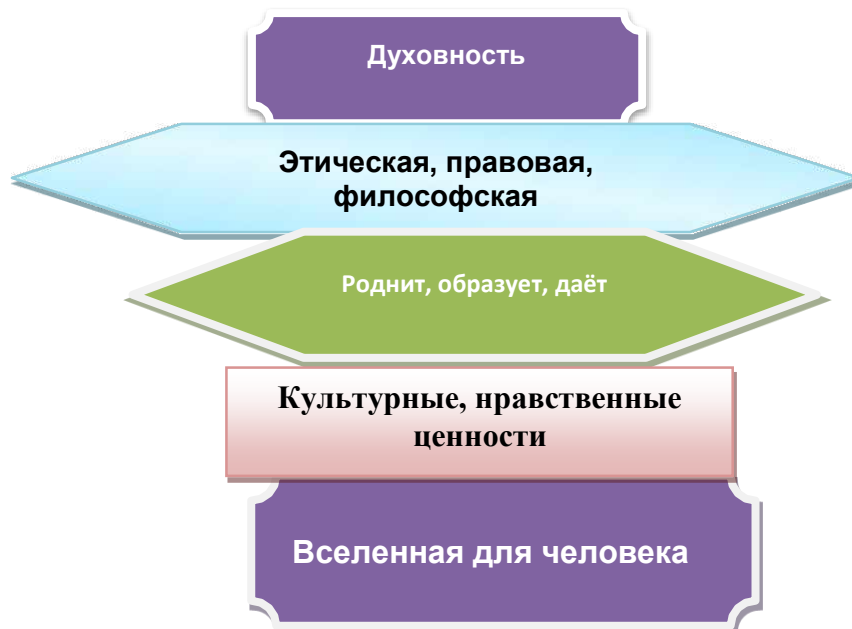 Духовность
Этическая, правовая,
философская
Роднит, образует, даёт
Культурные, нравственные
ценности
Вселенная для человека